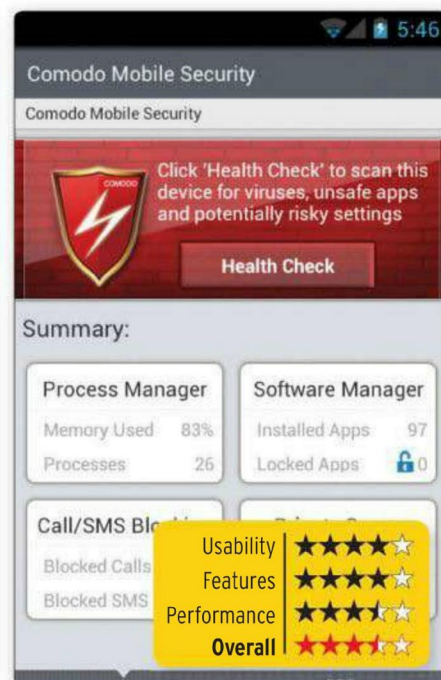 5:46
Comodo Mobile Security
Comodo Mobile Security
COMODO
Click 'Health Check' to scan this
device for viruses, unsafe apps
and potentially risky settings
Health Check
Summary:
Process Manager
Memory Used 83%
Processes 26
Software Manager
Installed Apps 97
Locked Apps 0
Call/SMS
Blocked Calls
Blocked SMS
Usability
Features
Performance
Overall